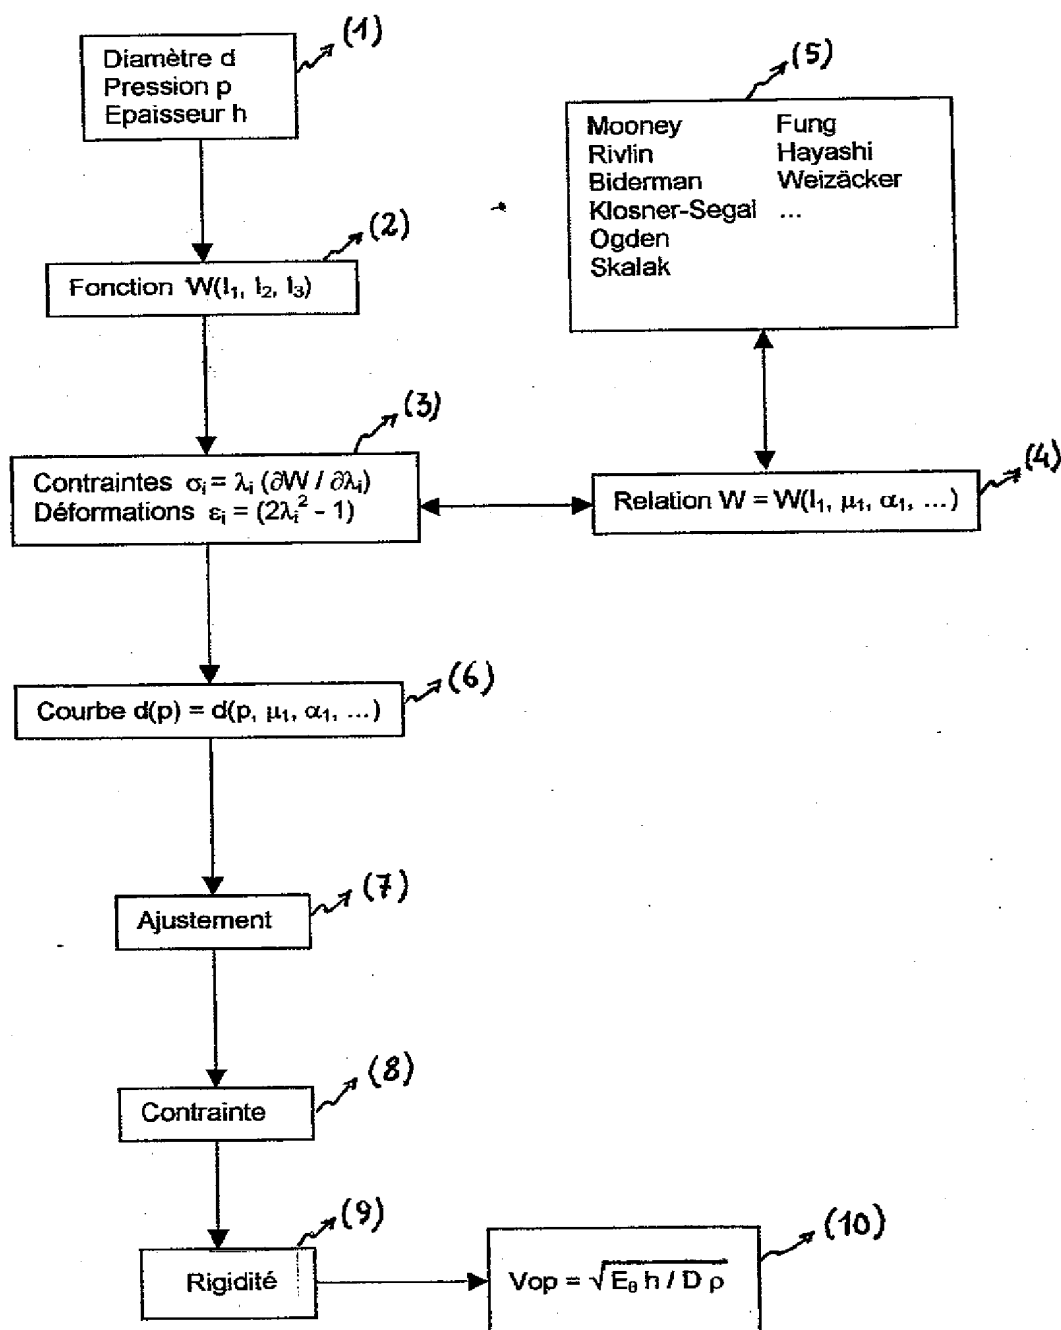 (1)
Diamètre d
Pression p
Epaisseur h
(5)
Mooney Fung
Rivlin Hayashi
Biderman Weizäcker
Klosner-Segal ...
Ogden
Skalak
(2)
Fonction W(I₁, I₂, I₃)
(3)
Contraintes σᵢ = λᵢ (∂W / ∂λᵢ)
Déformations εᵢ = (2λᵢ² - 1)
(4)
Relation W = W(I₁, μ₁, α₁, ...)
(6)
Courbe d(p) = d(p, μ₁, α₁, ...)
(7)
Ajustement
(8)
Contrainte
(9)
Rigidité
(10)
Vop = √E_θ h / D ρ